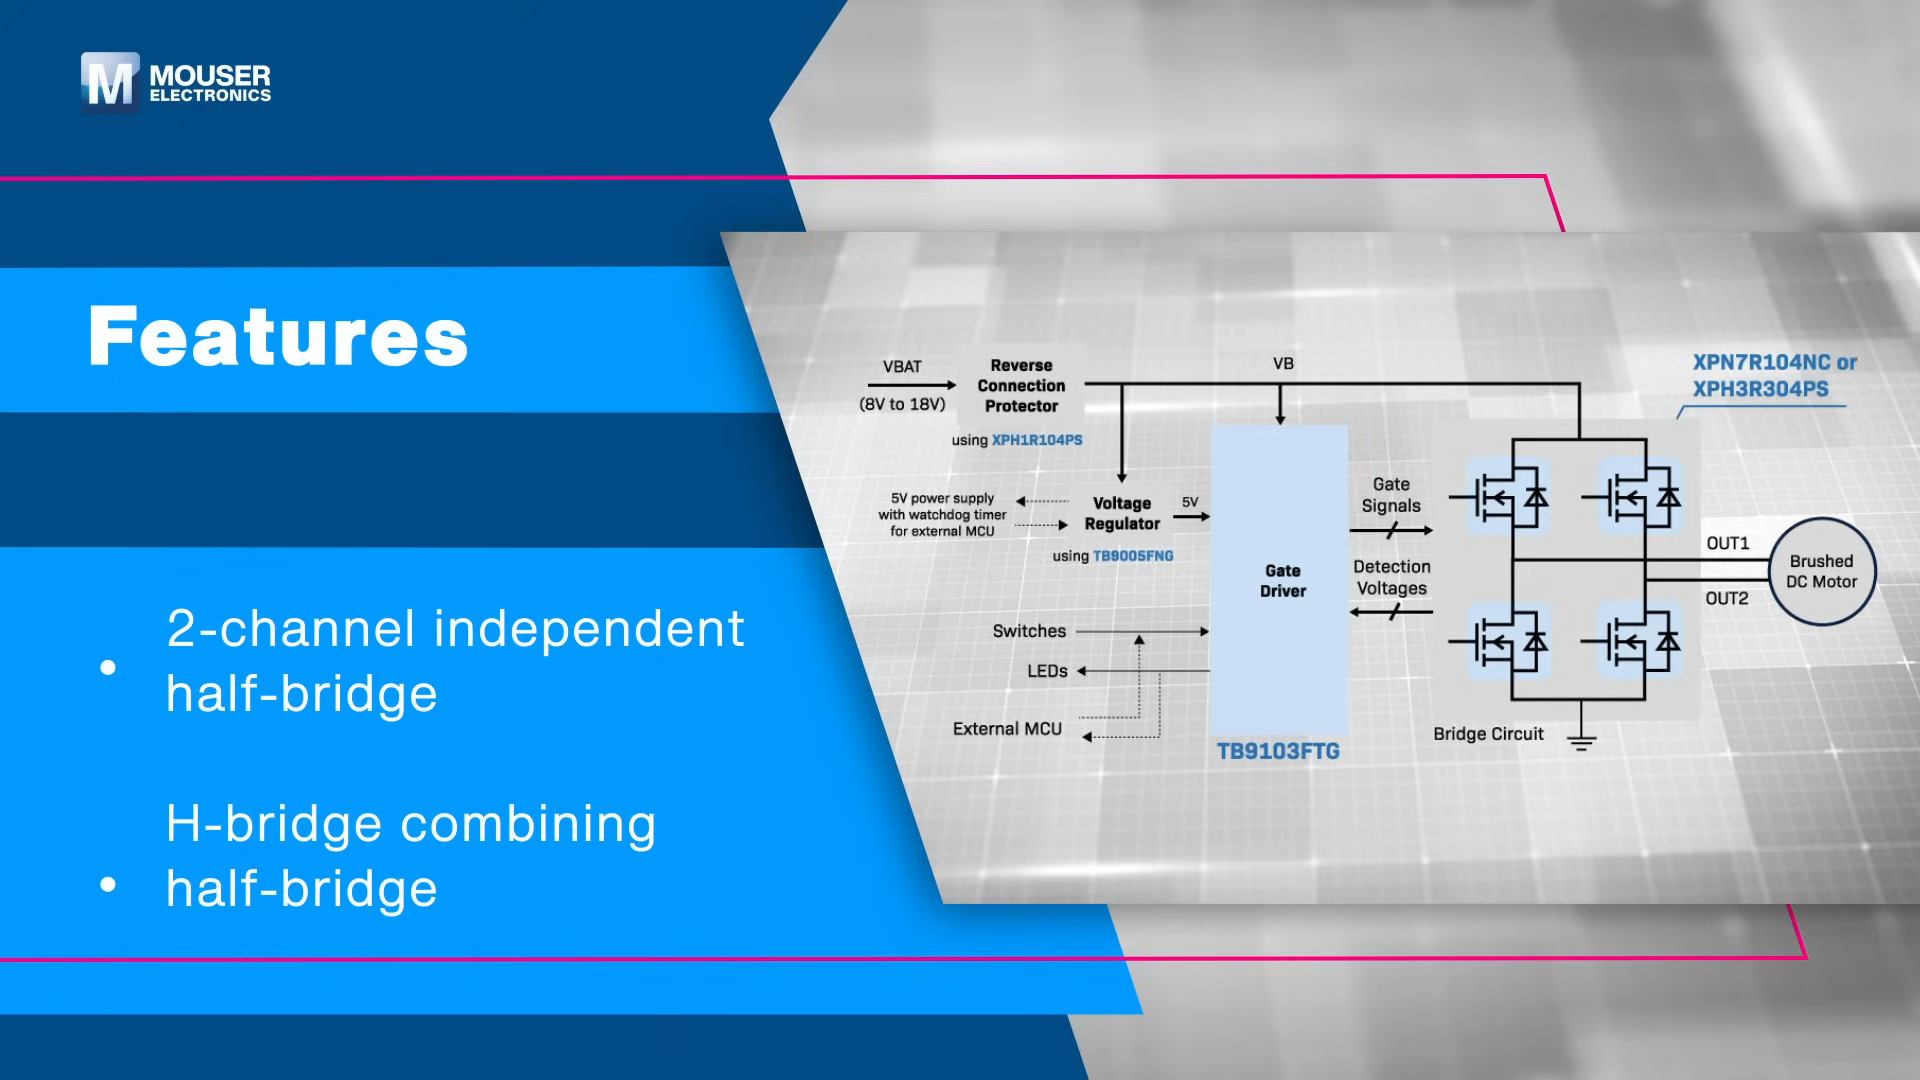 M MOUSER
ELECTRONICS
Features
• 2-channel independent
half-bridge
• H-bridge combining
half-bridge
VBAT
(8V to 18V)
Reverse
Connection
Protector
using XPH1R104PS
VB
XPN7R104NC or
XPH3R304PS
5V power supply
with watchdog timer
for external MCU
Voltage
Regulator
5V
using TB9005FNG
Gate
Driver
Gate
Signals
Detection
Voltages
OUT1
OUT2
Brushed
DC Motor
Switches
LEDs
External MCU
TB9103FTG
Bridge Circuit